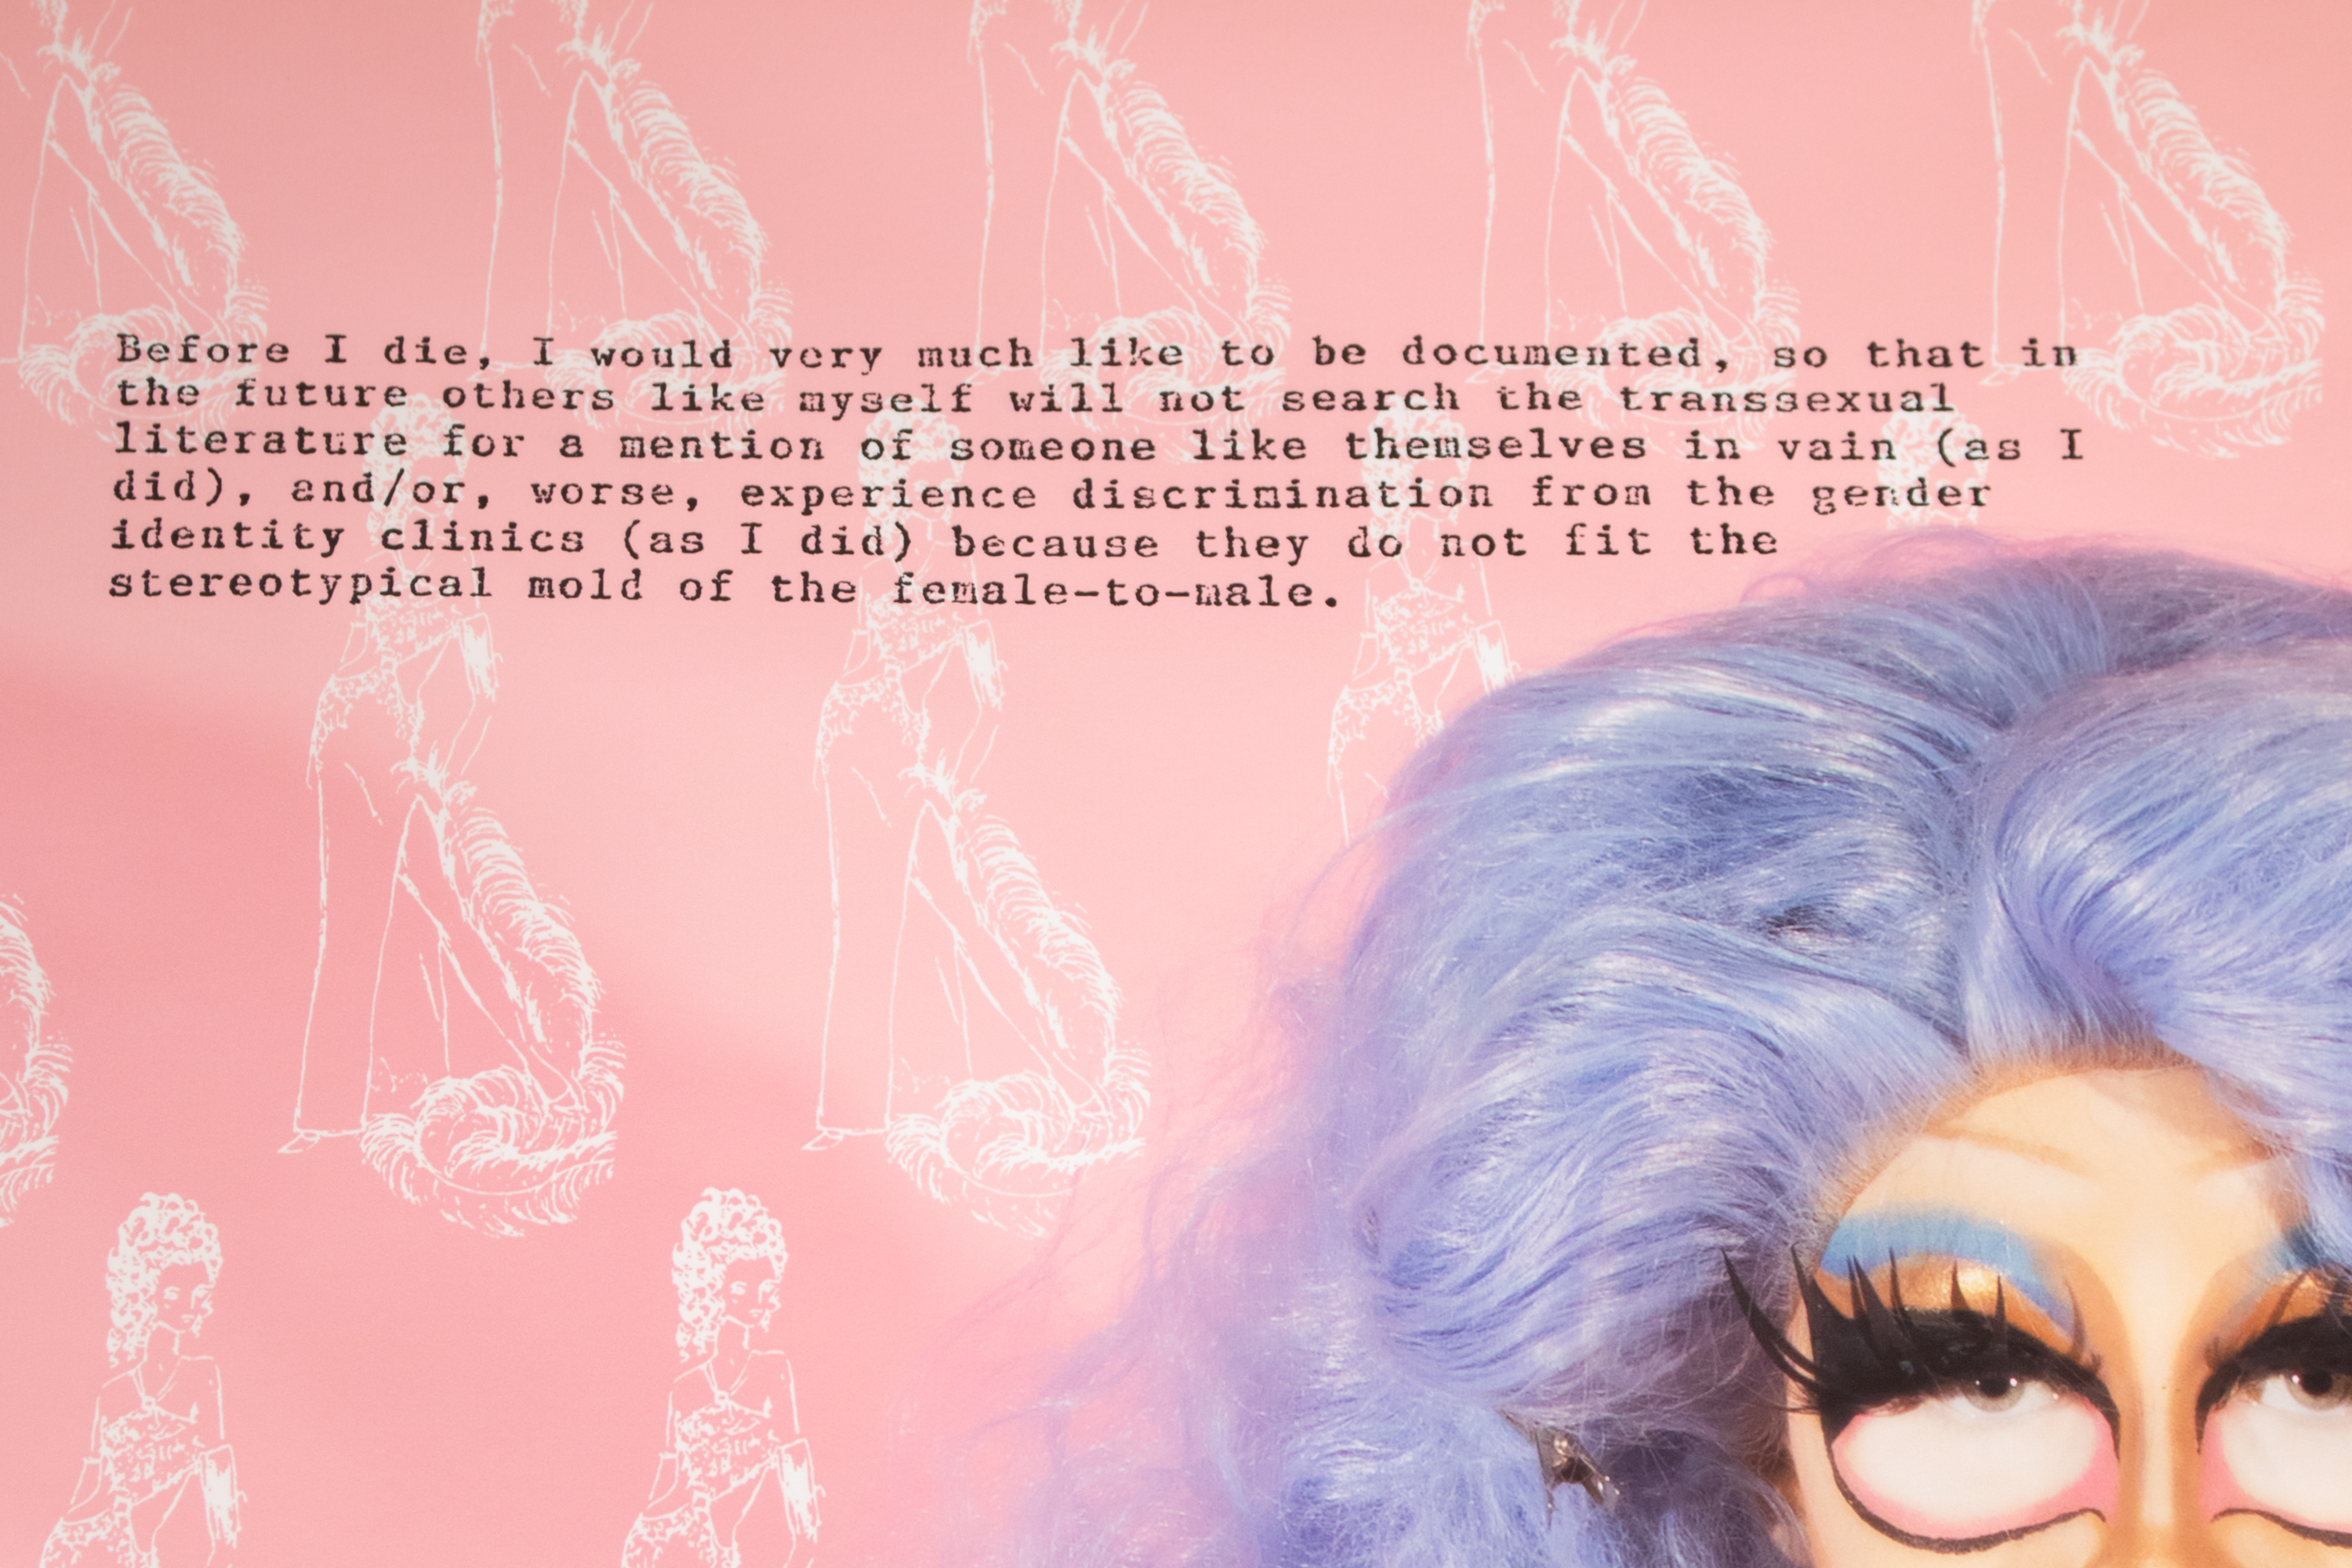 Before I die, I would very much like to be documented, so that in
the future others like myself will not search the transsexual
literature for a mention of someone like themselves in vain (as I
did), and/or, worse, experience discrimination from the gender
identity clinics (as I did) because they do not fit the
stereotypical mold of the female-to-male.